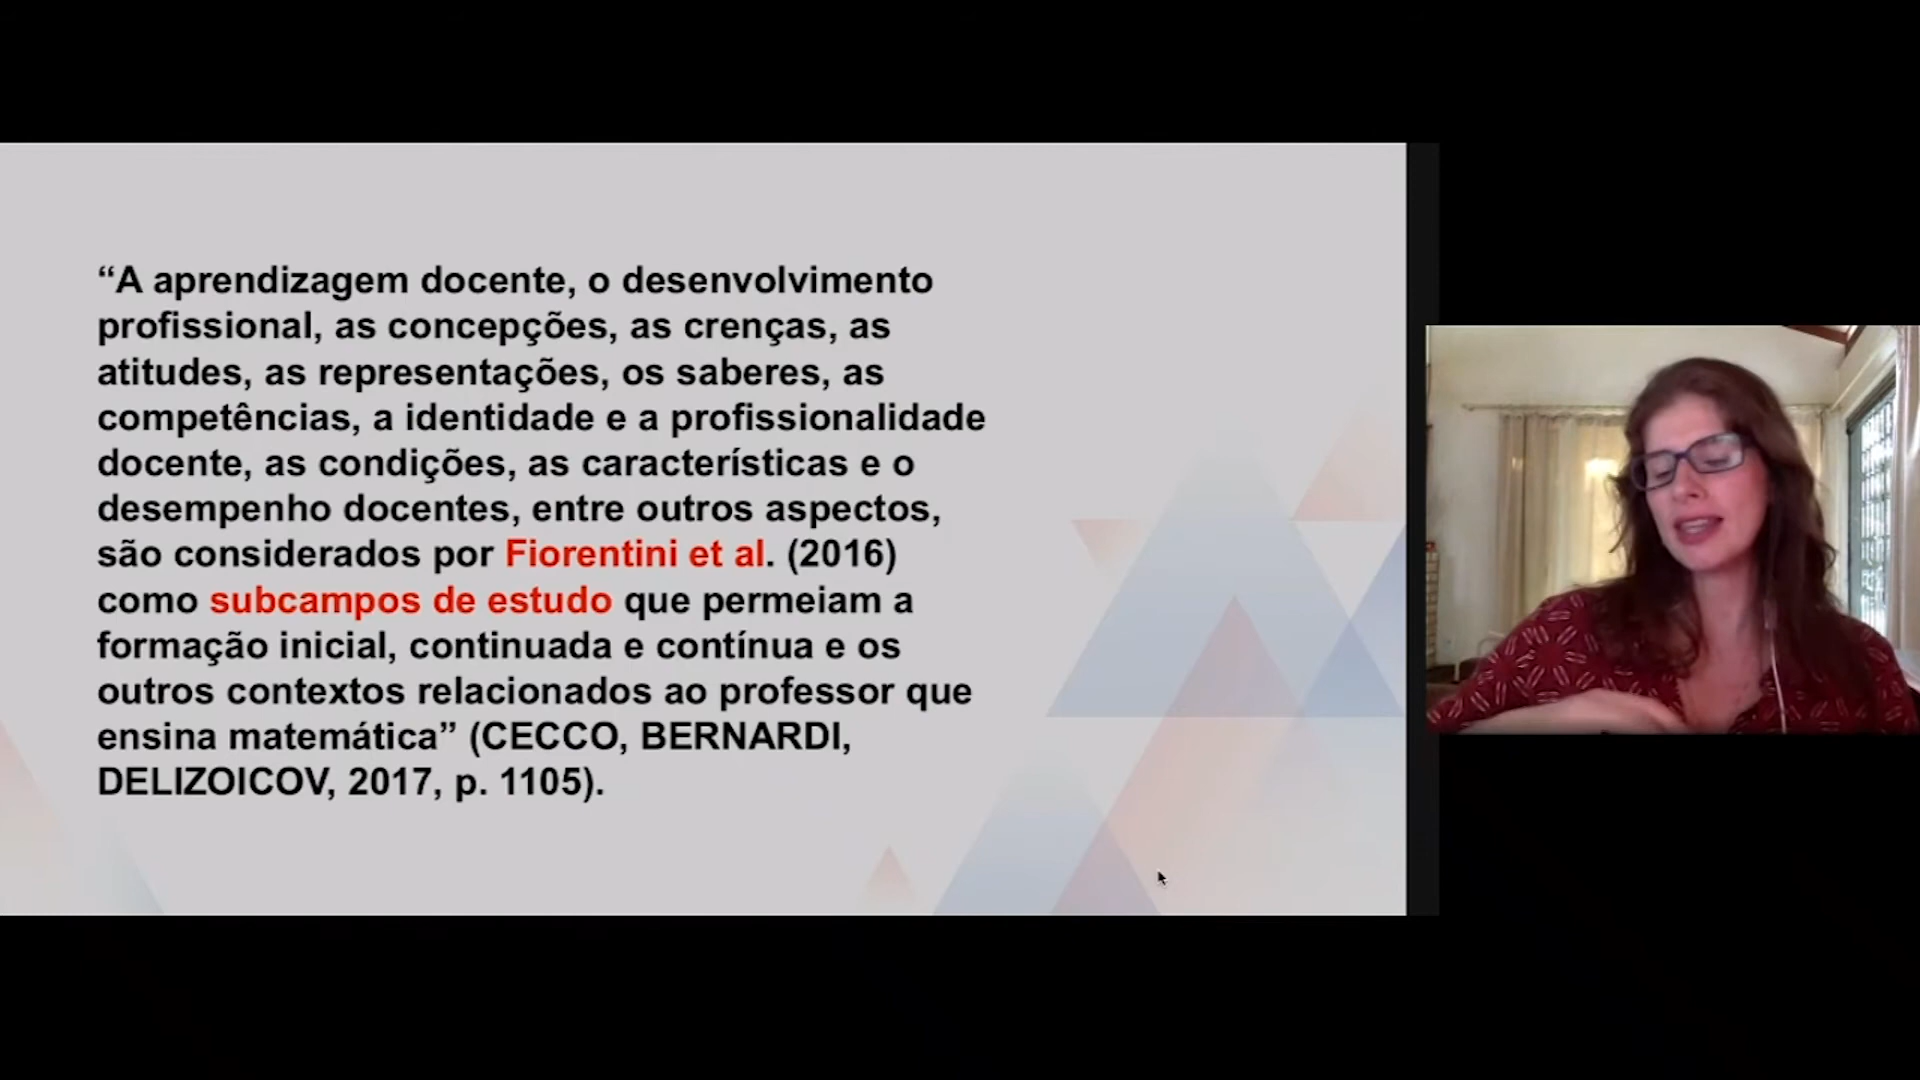 “A aprendizagem docente, o desenvolvimento
profissional, as concepções, as crenças, as
atitudes, as representações, os saberes, as
competências, a identidade e a profissionalidade
docente, as condições, as características e o
desempenho docentes, entre outros aspectos,
são considerados por Fiorentini et al. (2016)
como subcampos de estudo que permeiam a
formação inicial, continuada e contínua e os
outros contextos relacionados ao professor que
ensina matemática” (CECCO, BERNARDI,
DELIZOICOV, 2017, p. 1105).